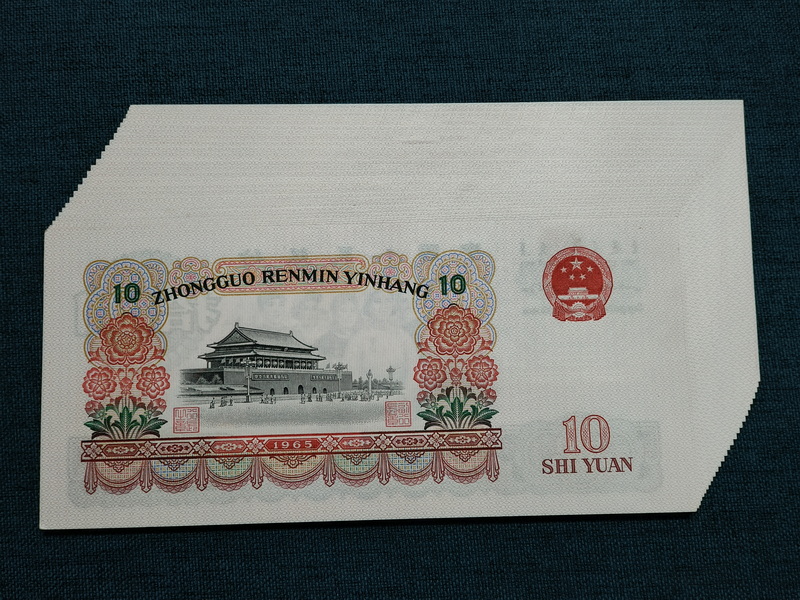 10 ZHONGGUO RENMIN YINHANG 10
1965
10
SHI YUAN